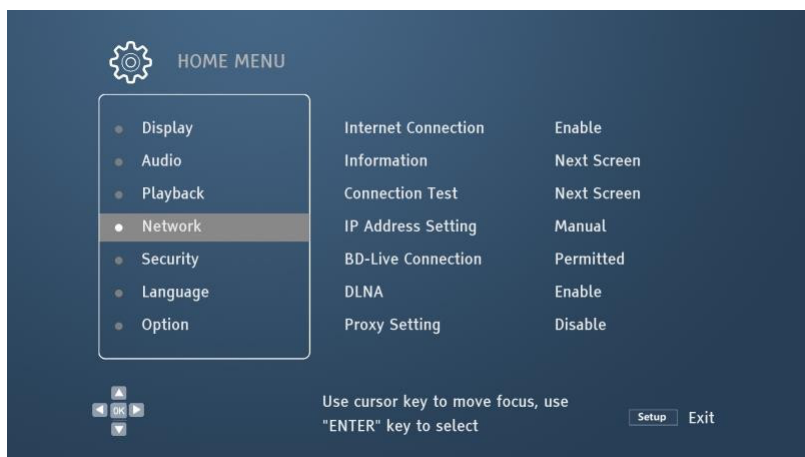 HOME MENU
Display
Audio
Playback
Network
Security
Language
Option
Internet Connection Enable
Information Next Screen
Connection Test Next Screen
IP Address Setting Manual
BD-Live Connection Permitted
DLNA Enable
Proxy Setting Disable
OK
Use cursor key to move focus, use
"ENTER" key to select
Setup Exit